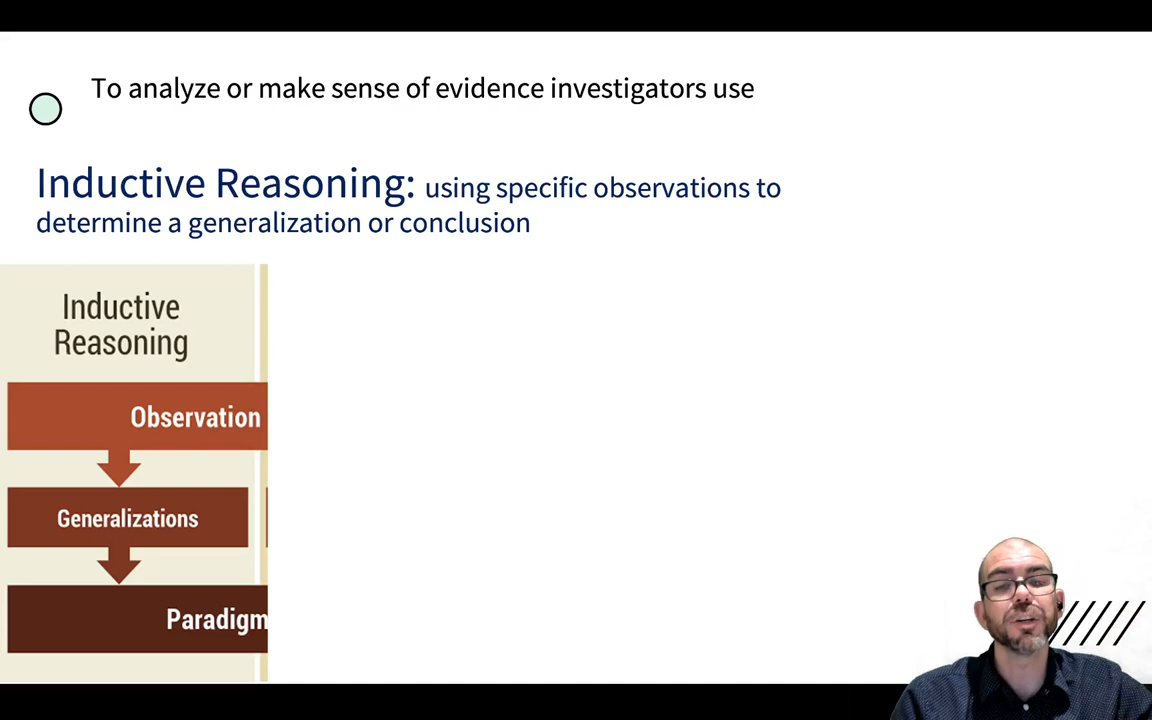 To analyze or make sense of evidence investigators use
Inductive Reasoning: using specific observations to
determine a generalization or conclusion
Inductive
Reasoning
Observation
Generalizations
Paradigm